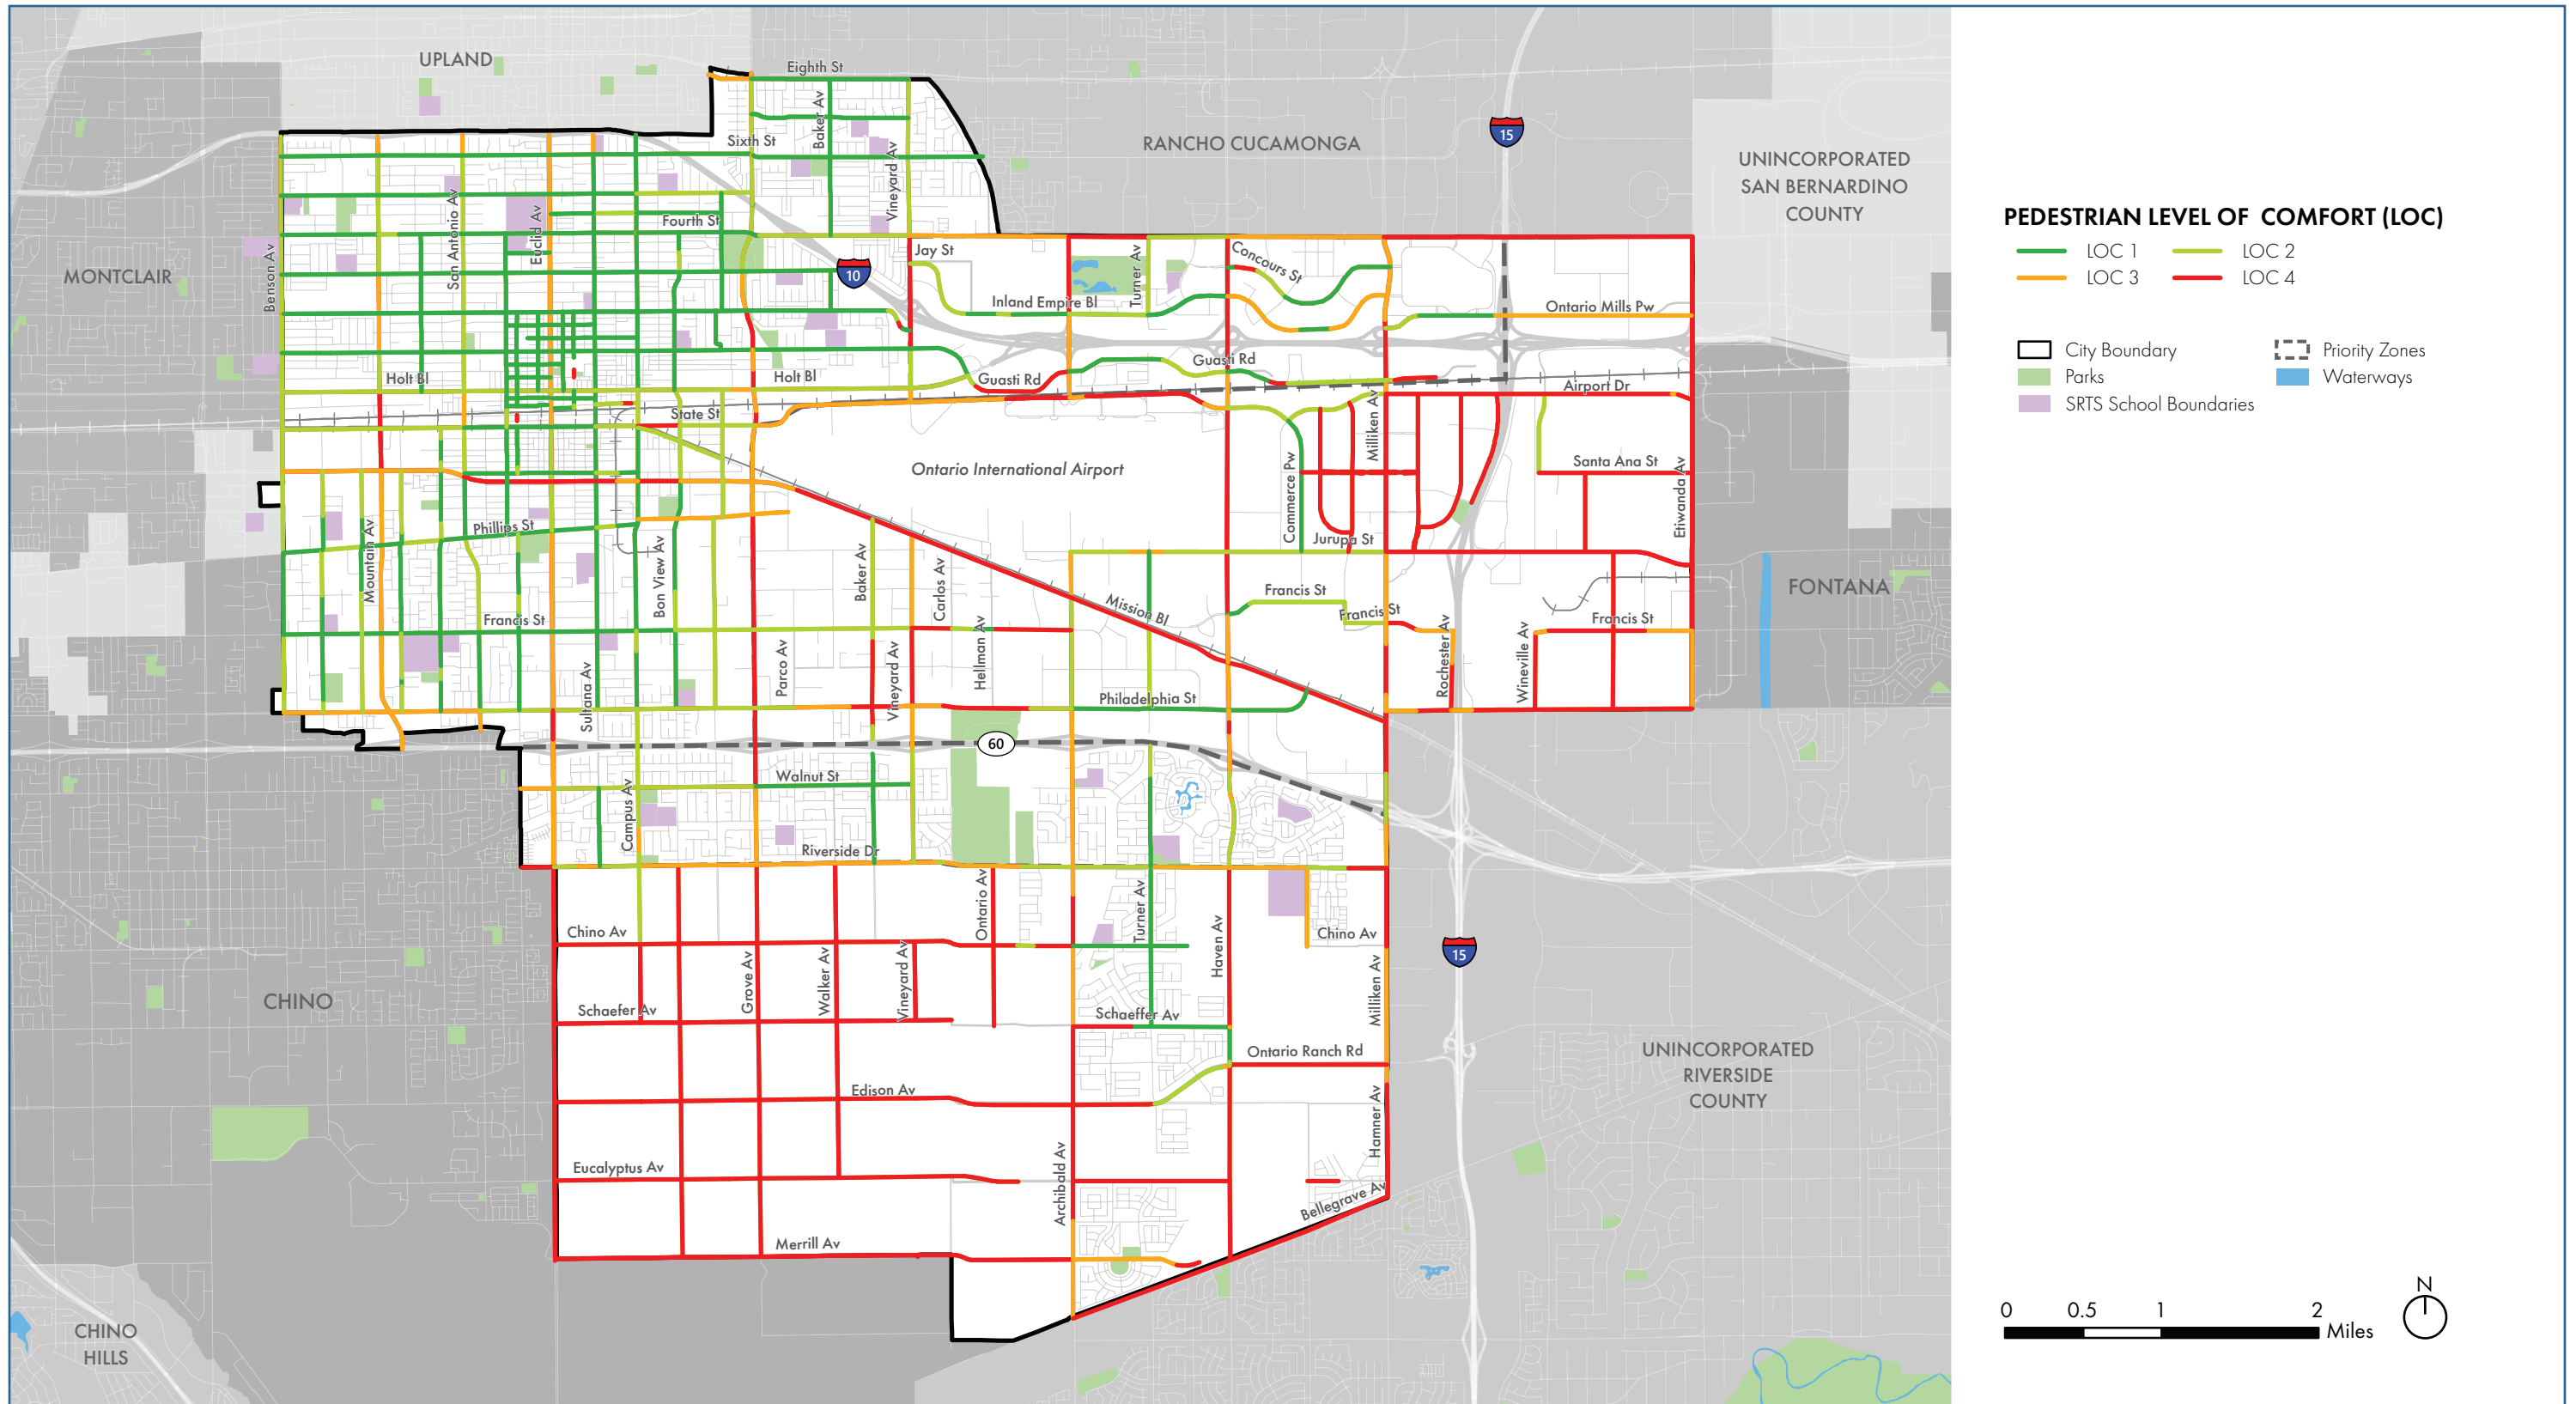 UPLAND
Eighth St
Baker Av
Sixth St
RANCHO CUCAMONGA
15
UNINCORPORATED
SAN BERNARDINO
COUNTY
Vineyard Av
San Antonio Av
Euclid Av
Fourth St
Benson Av
MONTCLAIR
10
Jay St
Turner Av
Concours St
Inland Empire Bl
Ontario Mills Pw
Guasti Rd
Guasti Rd
Holt Bl
Holt Bl
Airport Dr
State St
Milliken Av
Ontario International Airport
Santa Ana St
Commerce Pw
Etiwanda Av
Phillips St
Mountain Av
Bon View Av
Baker Av
Carlos Av
Jurupa St
FONTANA
Francis St
Mission Bl
Francis St
Francis St
Francis St
Hellman Av
Parco Av
Vineyard Av
Sultana Av
Rochester Av
Wineville Av
Philadelphia St
60
Walnut St
Campus Av
Riverside Dr
Ontario Av
Turner Av
Chino Av
Chino Av
Haven Av
15
Grove Av
Walker Av
Vineyard Av
Milliken Av
CHINO
Schaefer Av
Schaeffer Av
Ontario Ranch Rd
UNINCORPORATED
RIVERSIDE
COUNTY
Edison Av
Hamner Av
Eucalyptus Av
Archibald Av
Bellegrave Av
Merrill Av
CHINO
HILLS
PEDESTRIAN LEVEL OF COMFORT (LOC)
LOC 1
LOC 2
LOC 3
LOC 4
City Boundary
Priority Zones
Parks
Waterways
SRTS School Boundaries
N
0 0.5 1 2
Miles